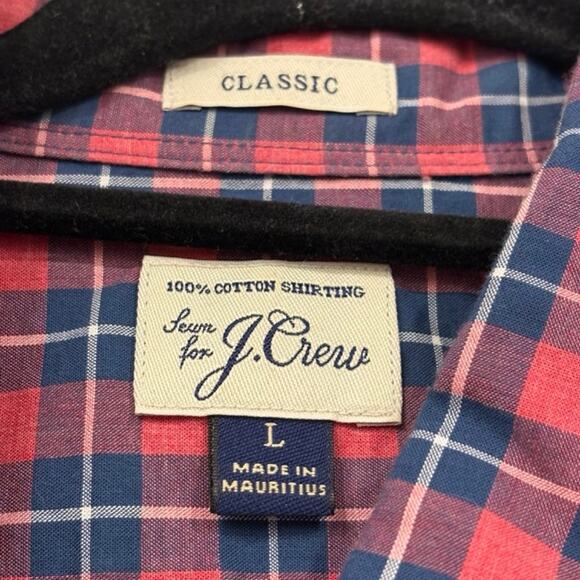 CLASSIC
100% COTTON SHIRTING
Sewn
for J.Crew
L
MADE IN
MAURITIUS